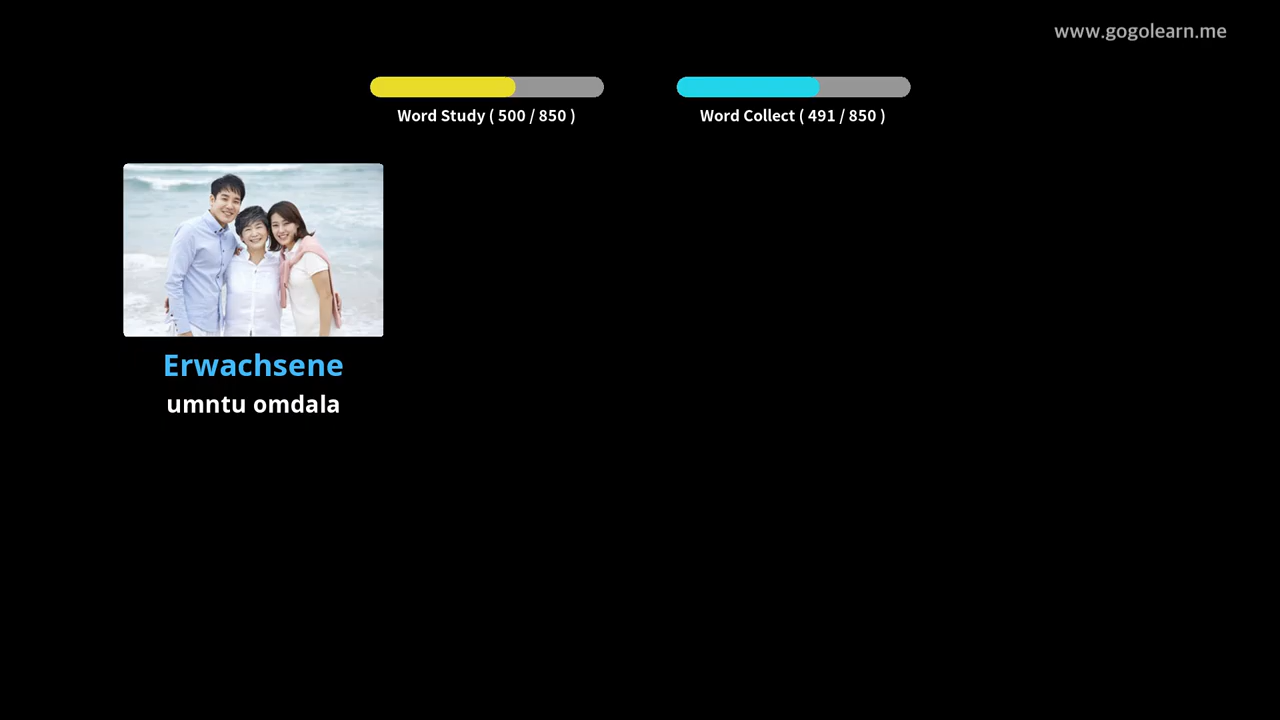 www.gogolearn.me
Word Study ( 500 / 850 )
Word Collect ( 491 / 850 )
Erwachsene
umntu omdala